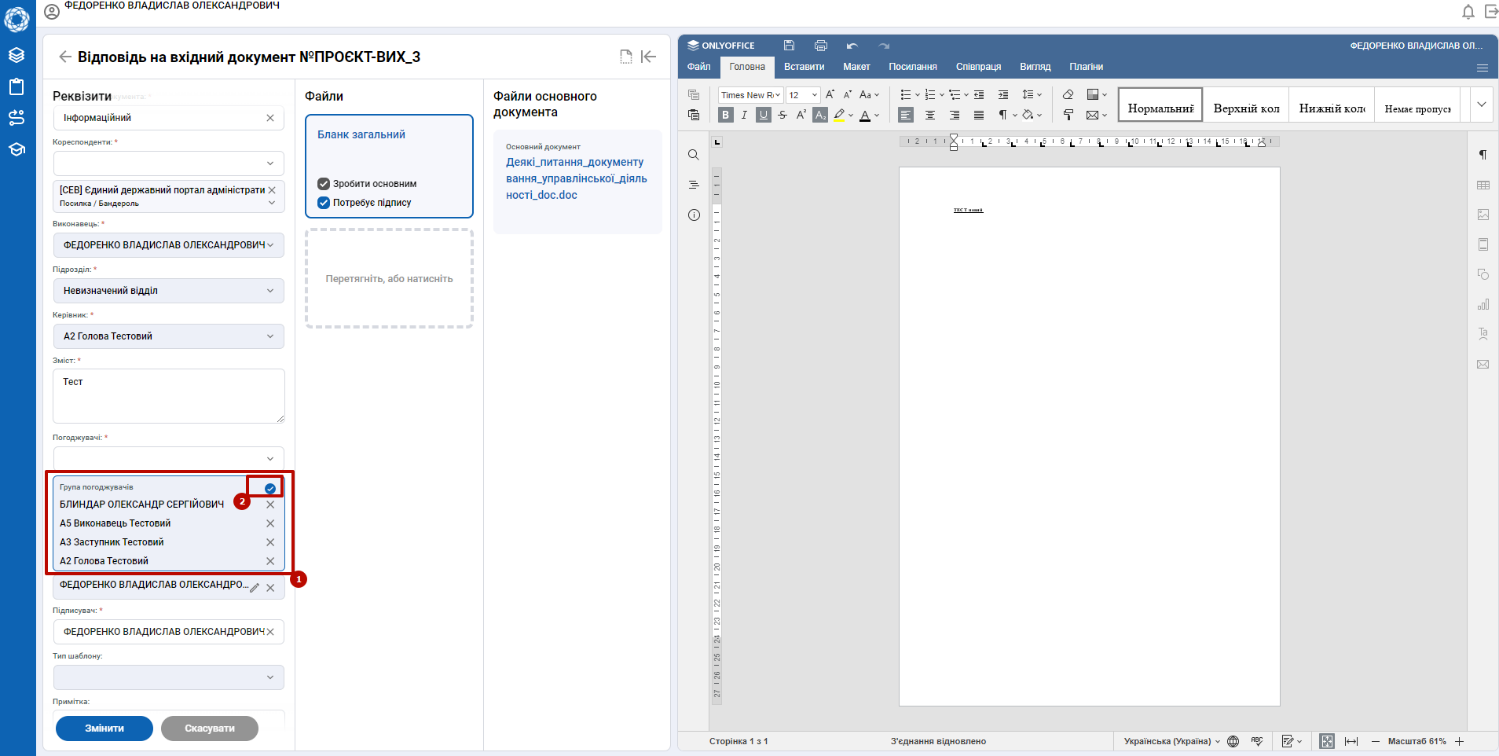 ФЕДОРЕНКО ВЛАДИСЛАВ ОЛЕКСАНДРОВИЧ
Відповідь на вхідний документ №ПРОЄКТ-ВИХ_3
Реквізити
Інформаційний
Кореспонденти: *
[СЕВ] Єдиний державний портал адміністрати
Посилка / Бандероль
Виконавець: *
ФЕДОРЕНКО ВЛАДИСЛАВ ОЛЕКСАНДРОВИЧ
Підрозділ: *
Невизначений відділ
Керівник: *
А2 Голова Тестовий
Зміст: *
Тест
Погоджувачі: *
Група погоджувачів
БЛИНДАР ОЛЕКСАНДР СЕРГІЙОВИЧ
А5 Виконавець Тестовий
А3 Заступник Тестовий
А2 Голова Тестовий
2
1
ФЕДОРЕНКО ВЛАДИСЛАВ ОЛЕКСАНДРО...
Підписувач: *
ФЕДОРЕНКО ВЛАДИСЛАВ ОЛЕКСАНДРОВИЧ
Тип шаблону:
Примітка:
Змінити
Скасувати
Файли
Бланк загальний
Зробити основним
Потребує підпису
Перетягніть, або натисніть
Файли основного
документа
Основний документ
Деякі_питання_документу
вання_управлінської_діяль
ності_doc.doc
ONLYOFFICE
ФЕДОРЕНКО ВЛАДИСЛАВ ОЛ...
Файл Головна Вставити Макет Посилання Співпраця Вигляд Плагіни
Times New R
12
Нормальний
Верхній кол
Нижній коло
Немає пропуск
Сторінка 1 з 1
З'єднання відновлено
Українська (Україна)
Масштаб 61%